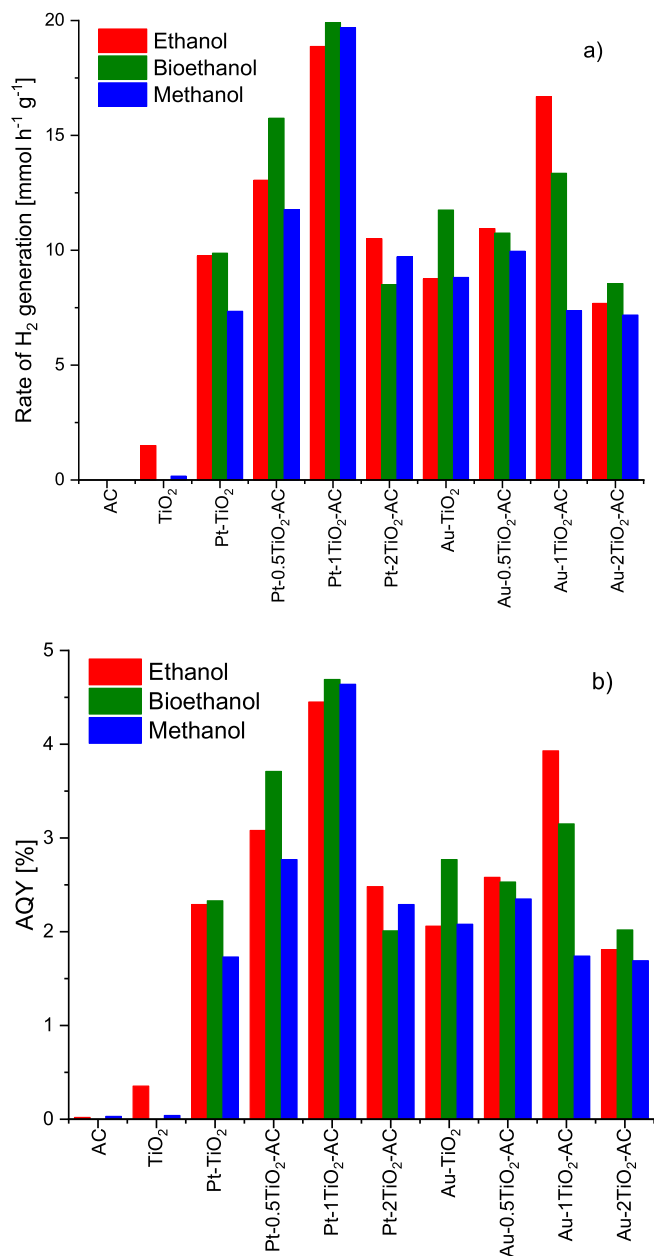 a)
Ethanol
Bioethanol
Methanol
Rate of H₂ generation [mmol h⁻¹ g⁻¹]
20
15
10
5
0
AC
TiO₂
Pt-TiO₂
Pt-0.5TiO₂-AC
Pt-1TiO₂-AC
Pt-2TiO₂-AC
Au-TiO₂
Au-0.5TiO₂-AC
Au-1TiO₂-AC
Au-2TiO₂-AC
b)
Ethanol
Bioethanol
Methanol
AQY [%]
5
4
3
2
1
0
AC
TiO₂
Pt-TiO₂
Pt-0.5TiO₂-AC
Pt-1TiO₂-AC
Pt-2TiO₂-AC
Au-TiO₂
Au-0.5TiO₂-AC
Au-1TiO₂-AC
Au-2TiO₂-AC